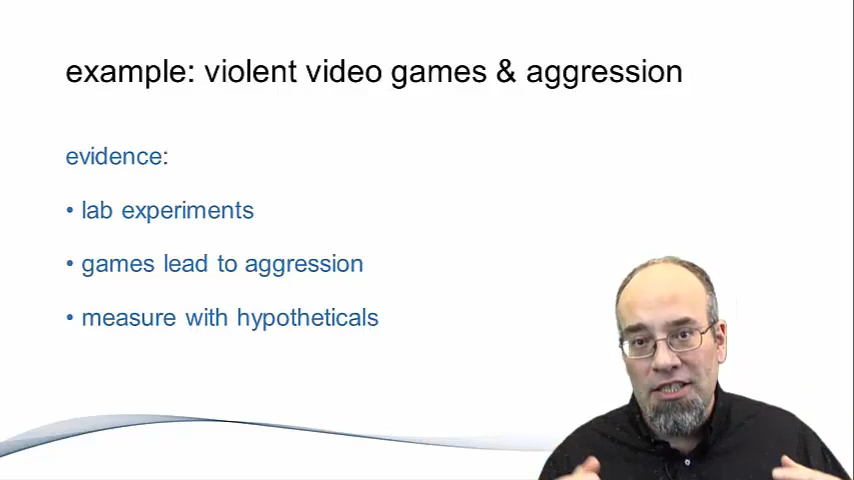 example: violent video games & aggression
evidence:
• lab experiments
• games lead to aggression
• measure with hypotheticals